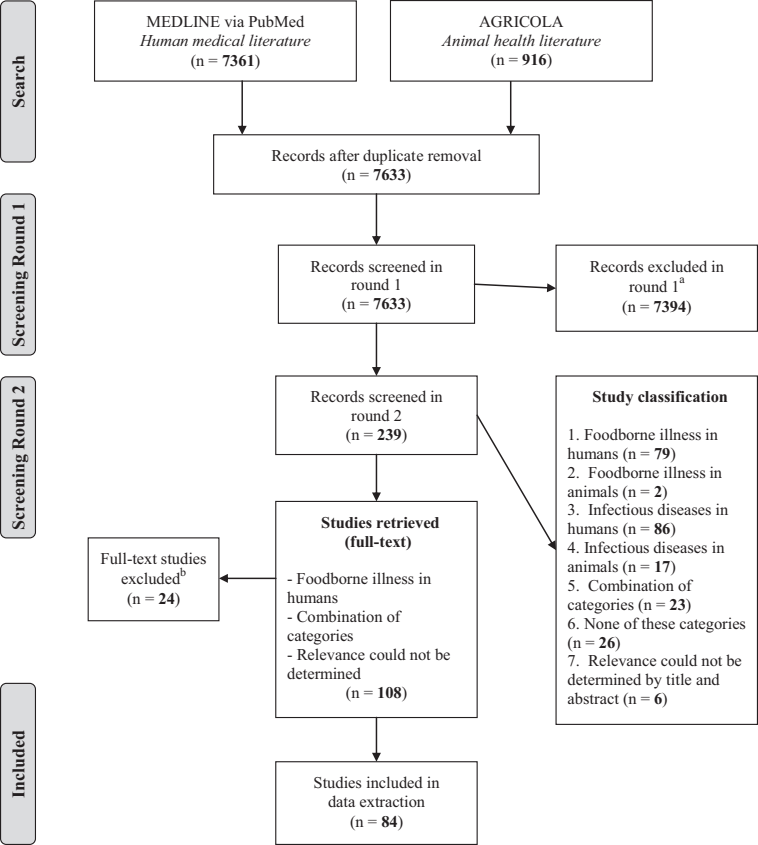 Search
MEDLINE via PubMed
Human medical literature
(n = 7361)
AGRICOLA
Animal health literature
(n = 916)
Records after duplicate removal
(n = 7633)
Screening Round 1
Records screened in
round 1
(n = 7633)
Records excluded in
round 1a
(n = 7394)
Screening Round 2
Records screened in
round 2
(n = 239)
Study classification
1. Foodborne illness in
humans (n = 79)
2. Foodborne illness in
animals (n = 2)
3. Infectious diseases in
humans (n = 86)
4. Infectious diseases in
animals (n = 17)
5. Combination of
categories (n = 23)
6. None of these categories
(n = 26)
7. Relevance could not be
determined by title and
abstract (n = 6)
Studies retrieved
(full-text)
- Foodborne illness in
humans
- Combination of
categories
- Relevance could not be
determined
(n = 108)
Full-text studies
excludedb
(n = 24)
Included
Studies included in
data extraction
(n = 84)